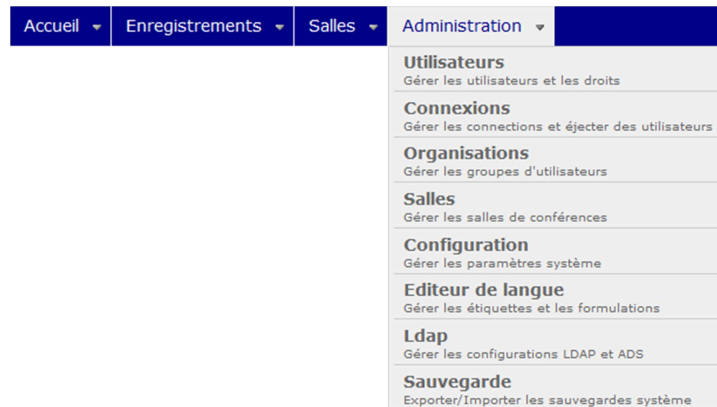 Accueil Enregistrements Salles Administration
Utilisateurs
Gérer les utilisateurs et les droits
Connexions
Gérer les connections et éjecter des utilisateurs
Organisations
Gérer les groupes d'utilisateurs
Salles
Gérer les salles de conférences
Configuration
Gérer les paramètres système
Editeur de langue
Gérer les étiquettes et les formulations
Ldap
Gérer les configurations LDAP et ADS
Sauvegarde
Exporter/Importer les sauvegardes système